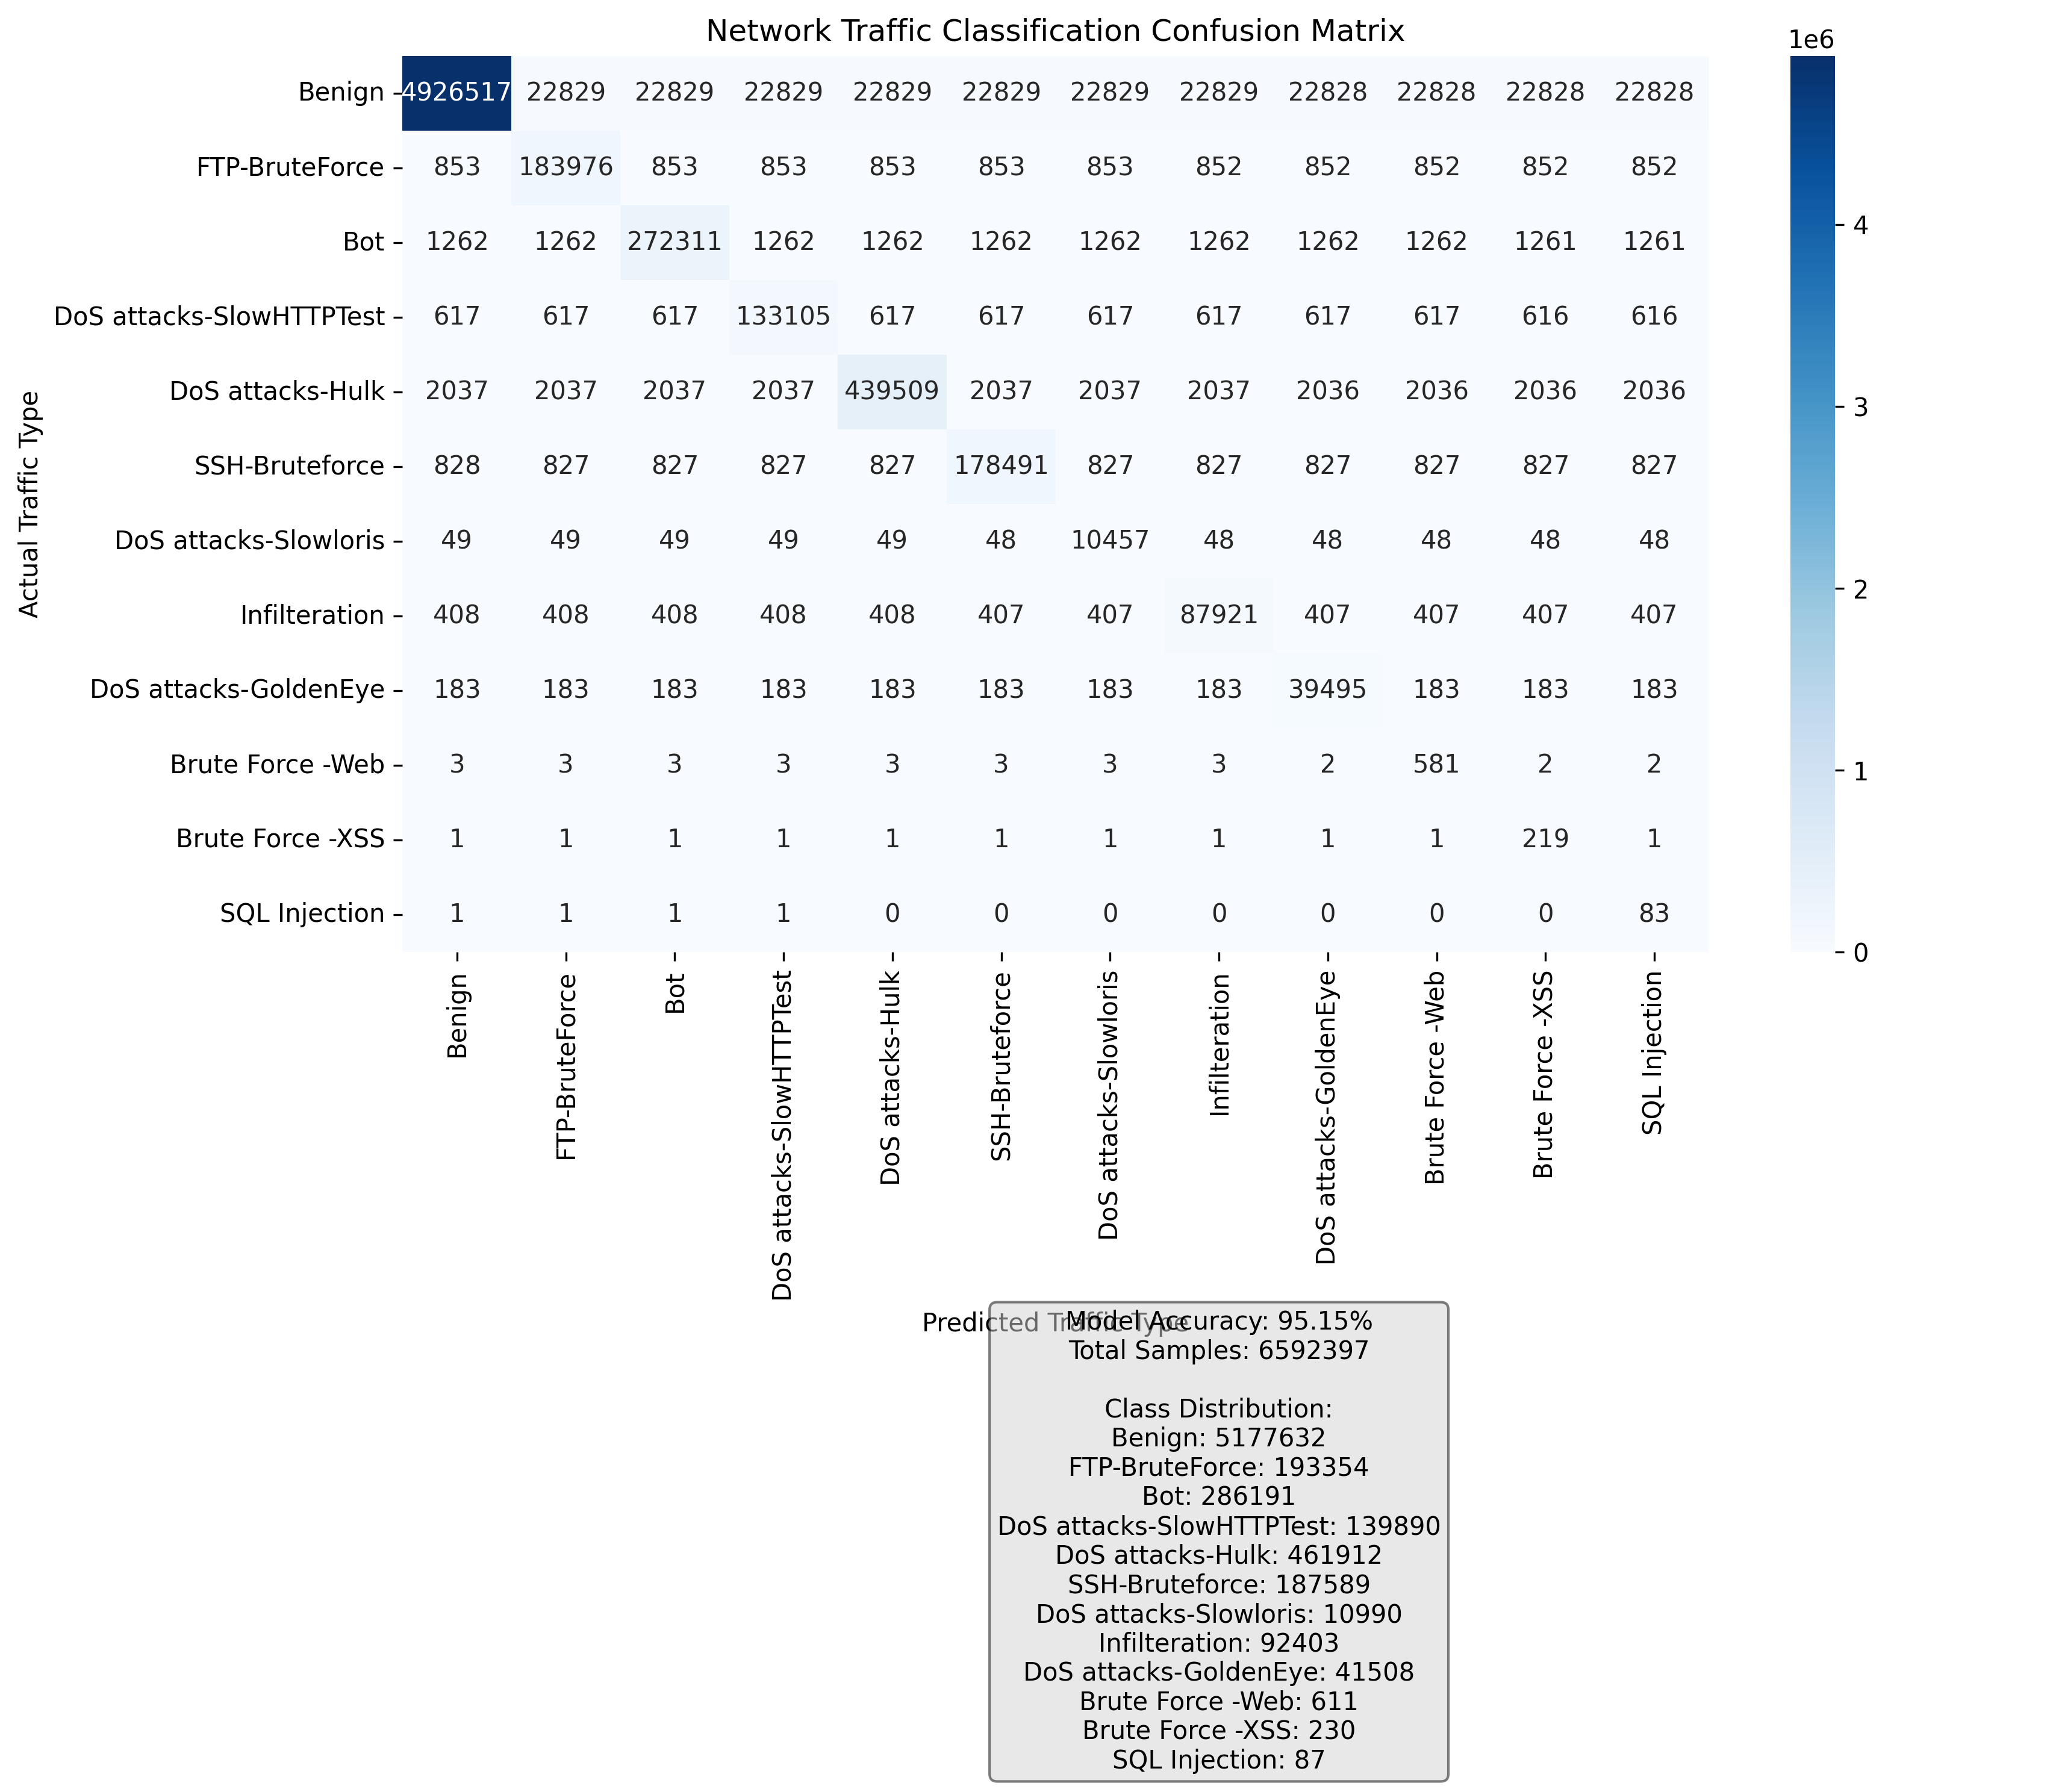 Network Traffic Classification Confusion Matrix
1e6
Benign 4926517 22829 22829 22829 22829 22829 22829 22829 22828 22828 22828 22828
FTP-BruteForce 853 183976 853 853 853 853 853 852 852 852 852 852
Bot 1262 1262 272311 1262 1262 1262 1262 1262 1262 1262 1261 1261
DoS attacks-SlowHTTPTest 617 617 617 133105 617 617 617 617 617 617 616 616
DoS attacks-Hulk 2037 2037 2037 2037 439509 2037 2037 2037 2036 2036 2036 2036
SSH-Bruteforce 828 827 827 827 827 178491 827 827 827 827 827 827
DoS attacks-Slowloris 49 49 49 49 49 48 10457 48 48 48 48 48
Infilteration 408 408 408 408 408 407 407 87921 407 407 407 407
DoS attacks-GoldenEye 183 183 183 183 183 183 183 183 39495 183 183 183
Brute Force -Web 3 3 3 3 3 3 3 3 2 581 2 2
Brute Force -XSS 1 1 1 1 1 1 1 1 1 1 219 1
SQL Injection 1 1 1 1 0 0 0 0 0 0 0 83
Actual Traffic Type
4
3
2
1
0
Benign
FTP-BruteForce
Bot
DoS attacks-SlowHTTPTest
DoS attacks-Hulk
SSH-Bruteforce
DoS attacks-Slowloris
Infilteration
DoS attacks-GoldenEye
Brute Force -Web
Brute Force -XSS
SQL Injection
Predicted Traffic Type
Model Accuracy: 95.15%
Total Samples: 6592397
Class Distribution:
Benign: 5177632
FTP-BruteForce: 193354
Bot: 286191
DoS attacks-SlowHTTPTest: 139890
DoS attacks-Hulk: 461912
SSH-Bruteforce: 187589
DoS attacks-Slowloris: 10990
Infilteration: 92403
DoS attacks-GoldenEye: 41508
Brute Force -Web: 611
Brute Force -XSS: 230
SQL Injection: 87